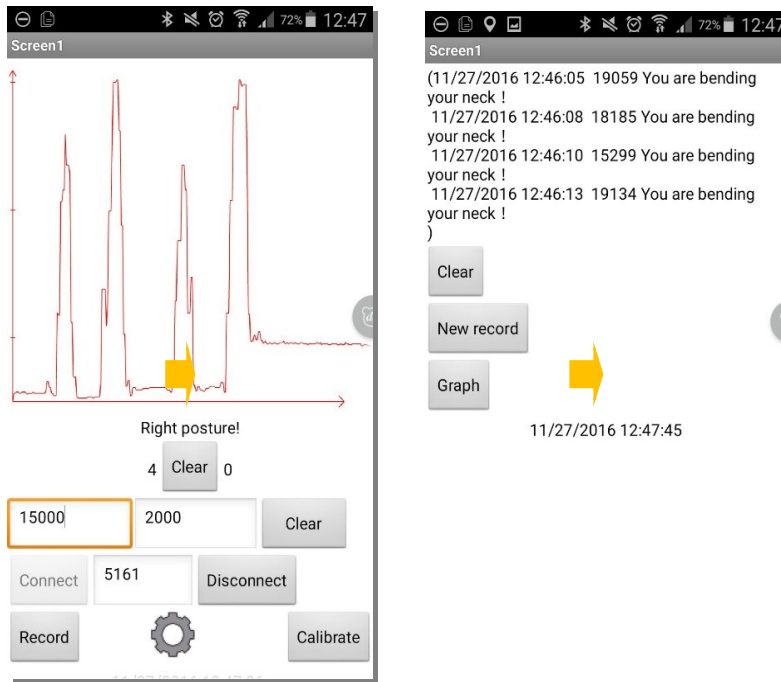 72% 12:47
Screen1
Right posture!
4 Clear 0
15000 2000 Clear
Connect 5161 Disconnect
Record Calibrate
72% 12:47
Screen1
(11/27/2016 12:46:05 19059 You are bending
your neck !
11/27/2016 12:46:08 18185 You are bending
your neck !
11/27/2016 12:46:10 15299 You are bending
your neck !
11/27/2016 12:46:13 19134 You are bending
your neck !
)
Clear
New record
Graph
11/27/2016 12:47:45